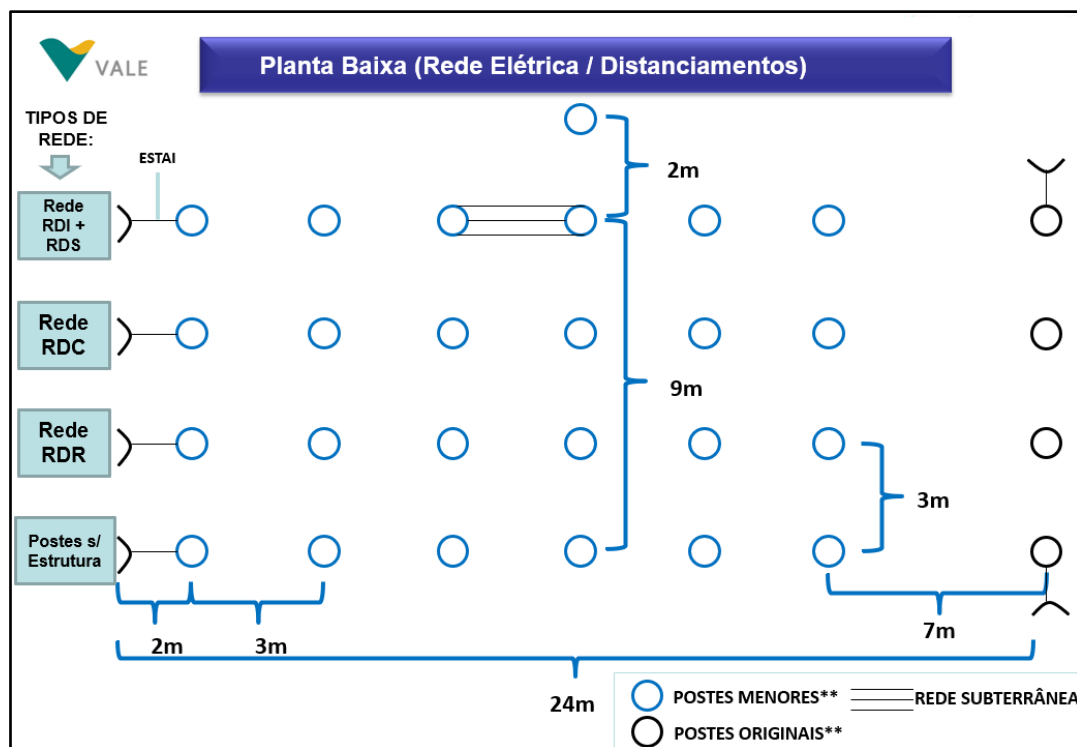 VALE
Planta Baixa (Rede Elétrica / Distanciamentos)
TIPOS DE
REDE:
ESTAI
2m
Rede
RDI +
RDS
Rede
RDC
9m
Rede
RDR
3m
Postes s/
Estrutura
2m
3m
7m
24m
POSTES MENORES**
REDE SUBTERRÂNEA
POSTES ORIGINAIS**